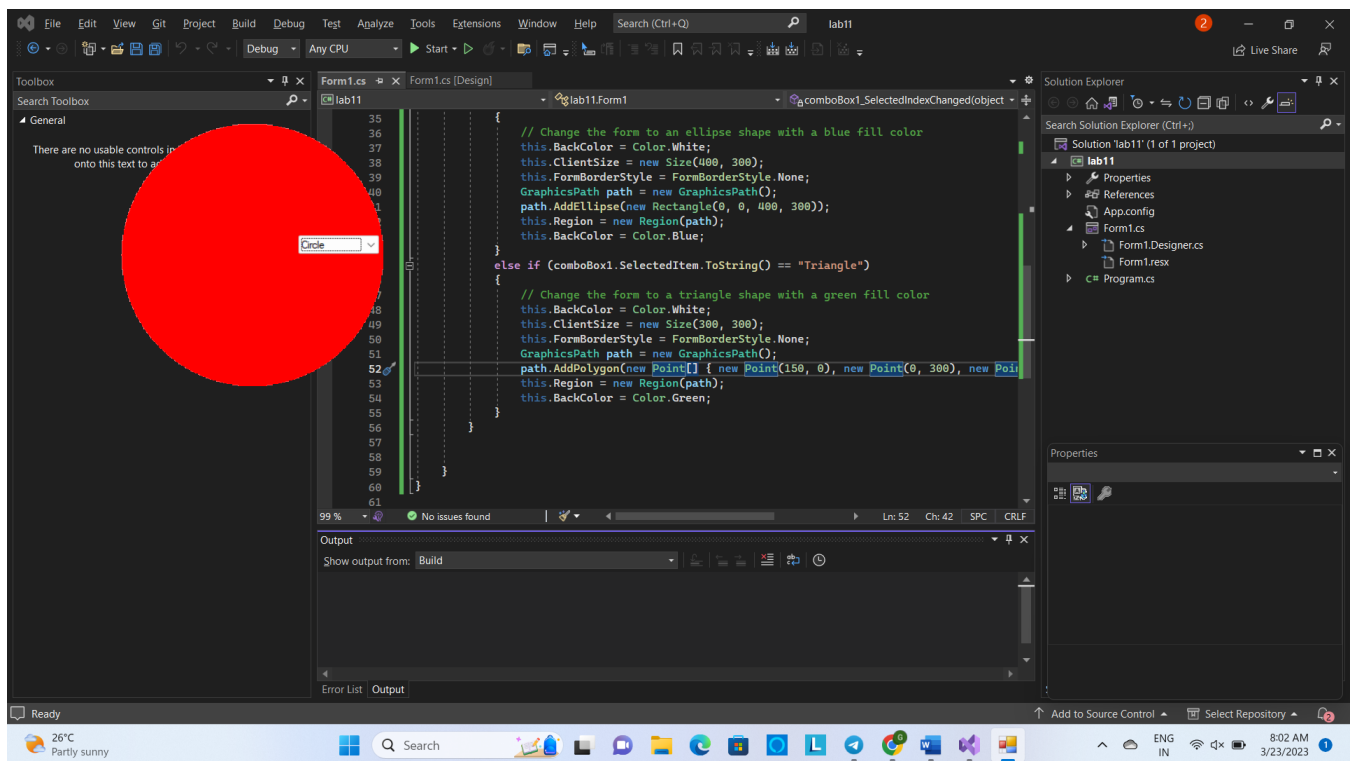 File Edit View Git Project Build Debug Test Analyze Tools Extensions Window Help Search (Ctrl+Q) lab11 2
Debug Any CPU Start Live Share
Toolbox
Search Toolbox
General
There are no usable controls in
onto this text to
Circle
Form1.cs Form1.cs [Design]
lab11 lab11.Form1 comboBox1_SelectedIndexChanged(object
35 {
36 // Change the form to an ellipse shape with a blue fill color
37 this.BackColor = Color.White;
38 this.ClientSize = new Size(400, 300);
39 this.FormBorderStyle = FormBorderStyle.None;
40 GraphicsPath path = new GraphicsPath();
path.AddEllipse(new Rectangle(0, 0, 400, 300));
this.Region = new Region(path);
this.BackColor = Color.Blue;
}
else if (comboBox1.SelectedItem.ToString() == "Triangle")
{
7 // Change the form to a triangle shape with a green fill color
48 this.BackColor = Color.White;
49 this.ClientSize = new Size(300, 300);
50 this.FormBorderStyle = FormBorderStyle.None;
51 GraphicsPath path = new GraphicsPath();
52 path.AddPolygon(new Point[] { new Point(150, 0), new Point(0, 300), new Poin
53 this.Region = new Region(path);
54 this.BackColor = Color.Green;
55 }
56 }
57
58
59 }
60 }
61
99 % No issues found Ln: 52 Ch: 42 SPC CRLF
Output
Show output from: Build
Error List Output
Solution Explorer
Search Solution Explorer (Ctrl+;)
Solution 'lab11' (1 of 1 project)
C# lab11
Properties
References
App.config
Form1.cs
Form1.Designer.cs
Form1.resx
C# Program.cs
Properties
Ready Add to Source Control Select Repository 2
26°C
Partly sunny
Search
ENG
IN
8:02 AM
3/23/2023
1